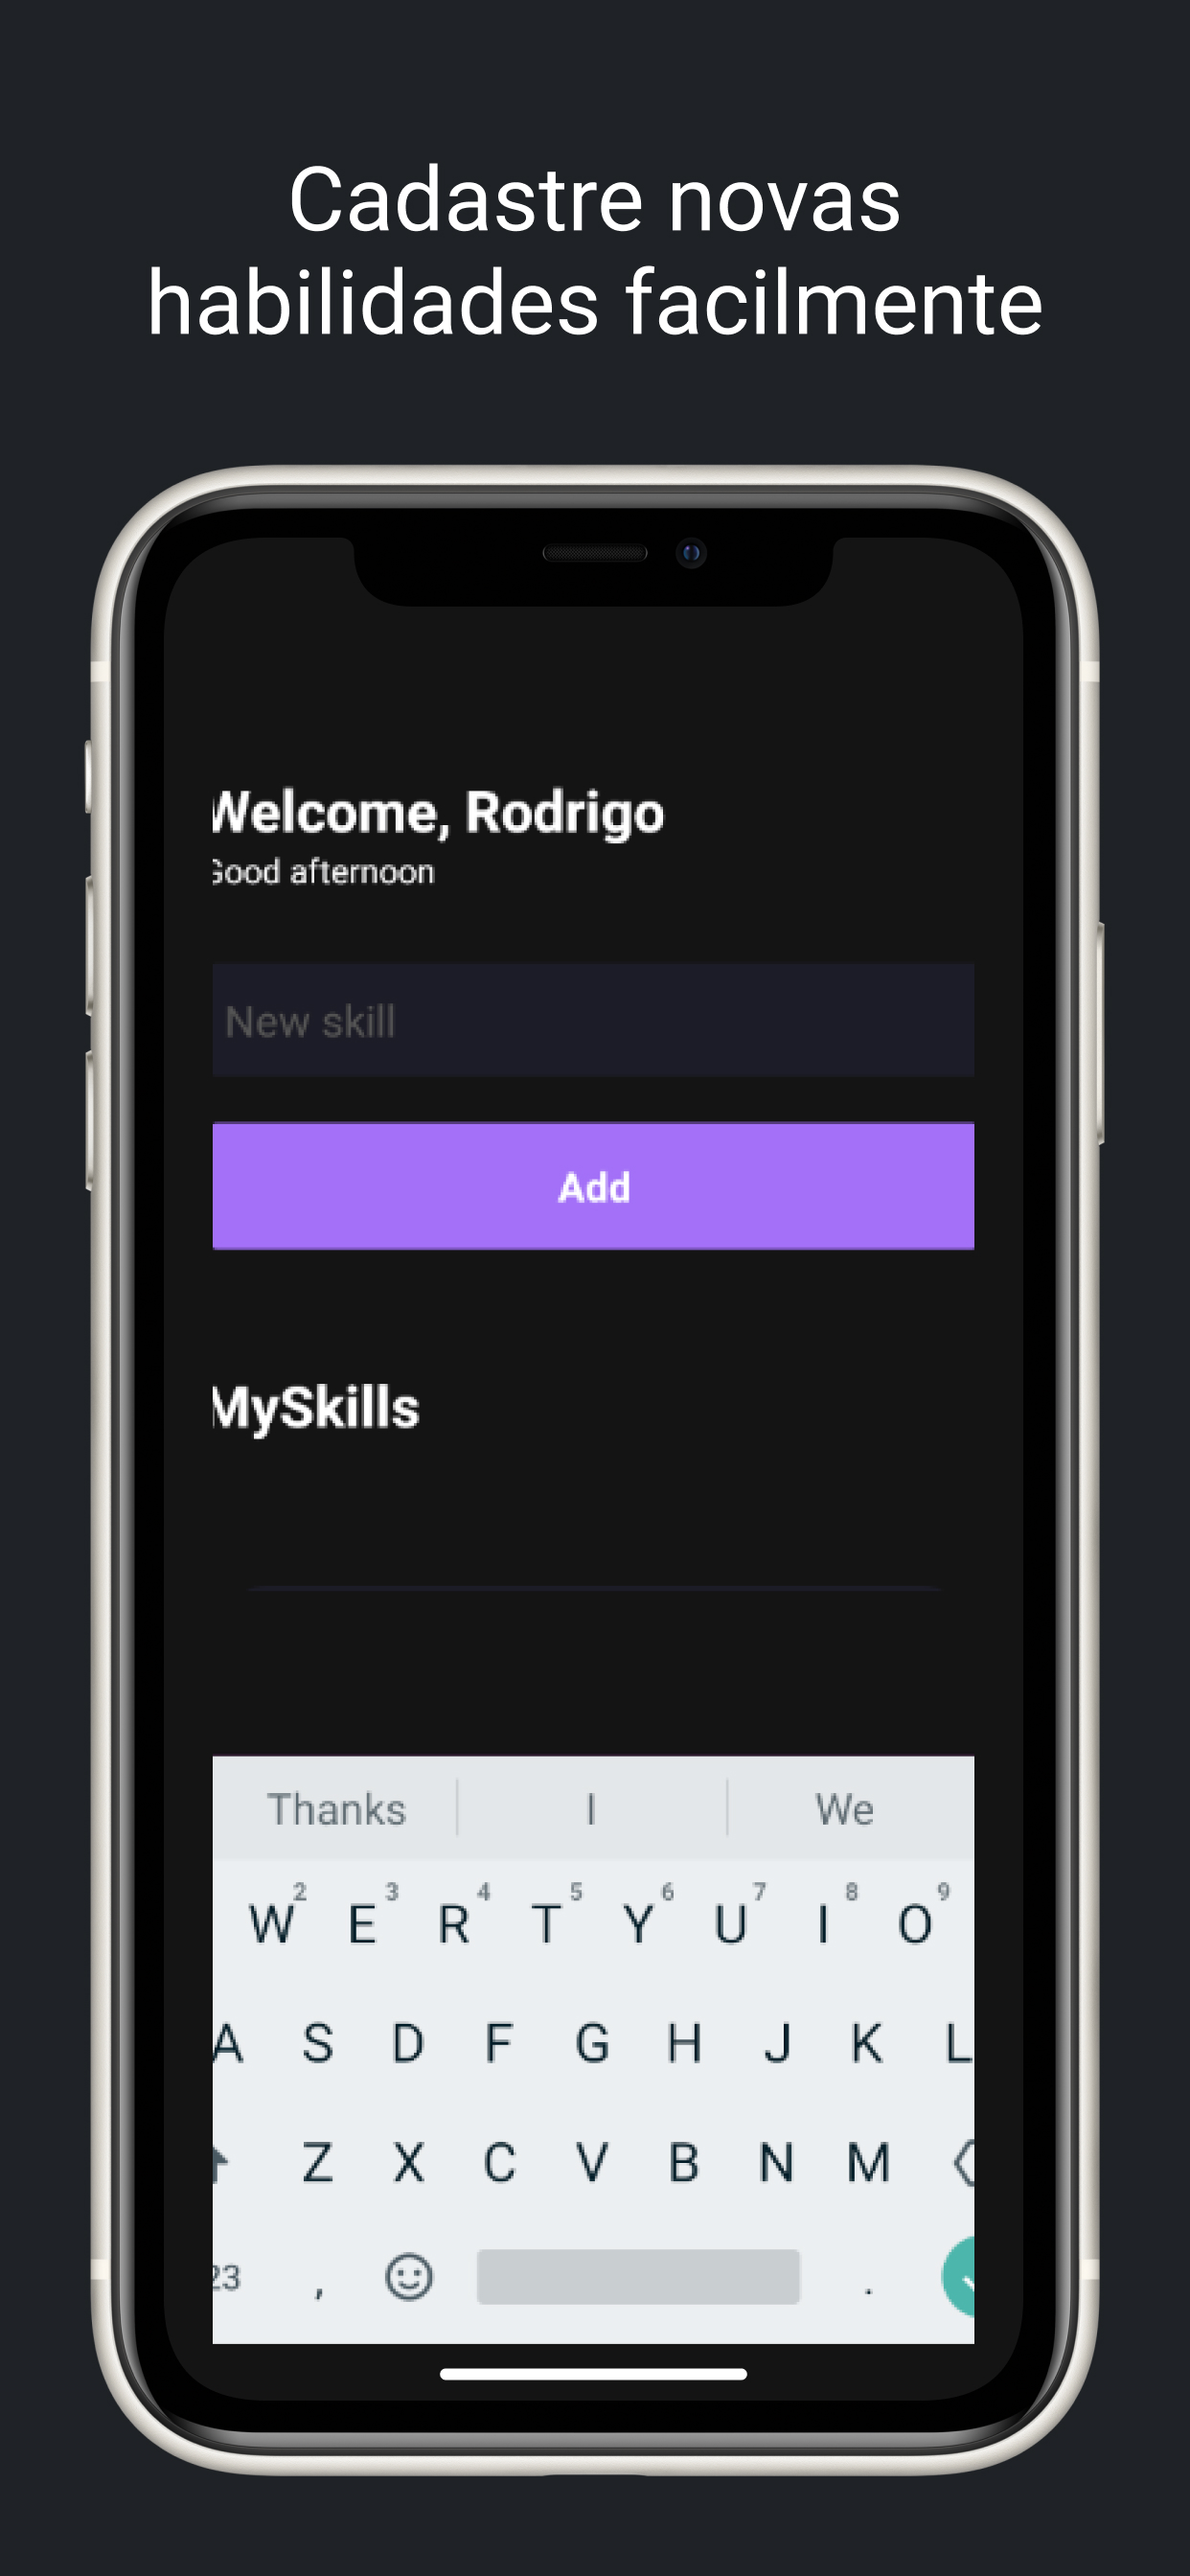 Cadastre novas
habilidades facilmente
Welcome, Rodrigo
Good afternoon
New skill
Add
MySkills
Thanks I We
2 3 4 5 6 7 8 9
W E R T Y U I O
A S D F G H J K L
Z X C V B N M
23 , .